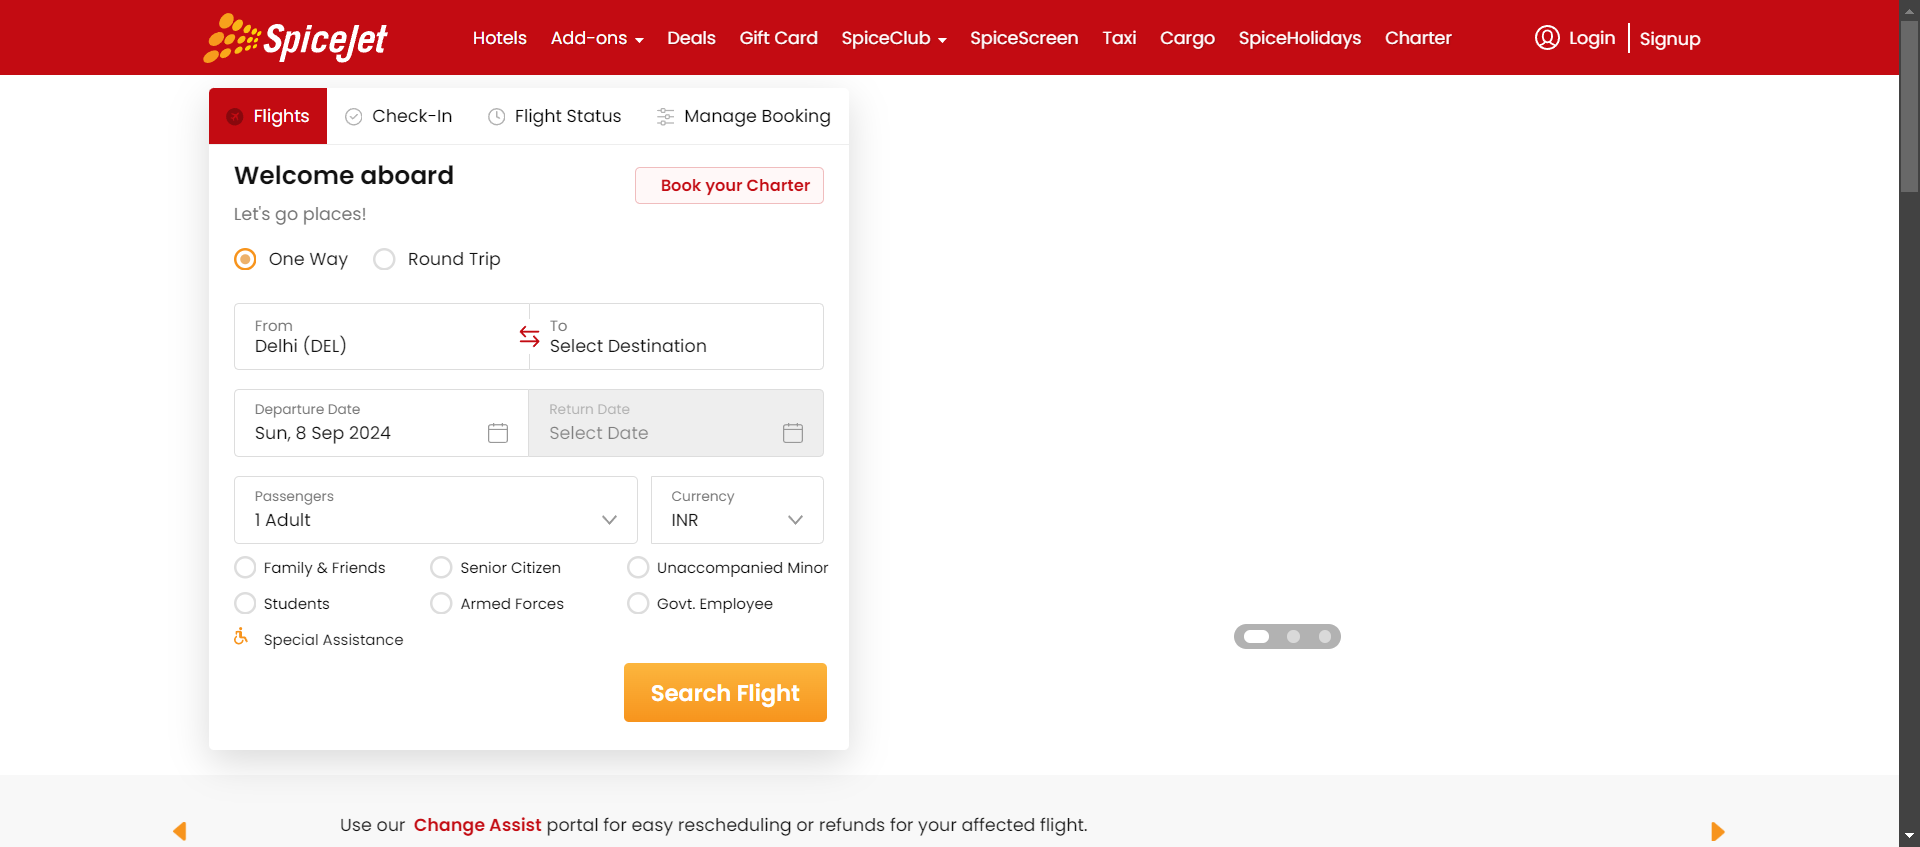 SpiceJet
Hotels Add-ons Deals Gift Card SpiceClub SpiceScreen Taxi Cargo SpiceHolidays Charter Login Signup
Flights Check-In Flight Status Manage Booking
Welcome aboard
Book your Charter
Let's go places!
One Way Round Trip
From To
Delhi (DEL) Select Destination
Departure Date Return Date
Sun, 8 Sep 2024 Select Date
Passengers Currency
1 Adult INR
Family & Friends Senior Citizen Unaccompanied Minor
Students Armed Forces Govt. Employee
Special Assistance
Search Flight
Use our Change Assist portal for easy rescheduling or refunds for your affected flight.